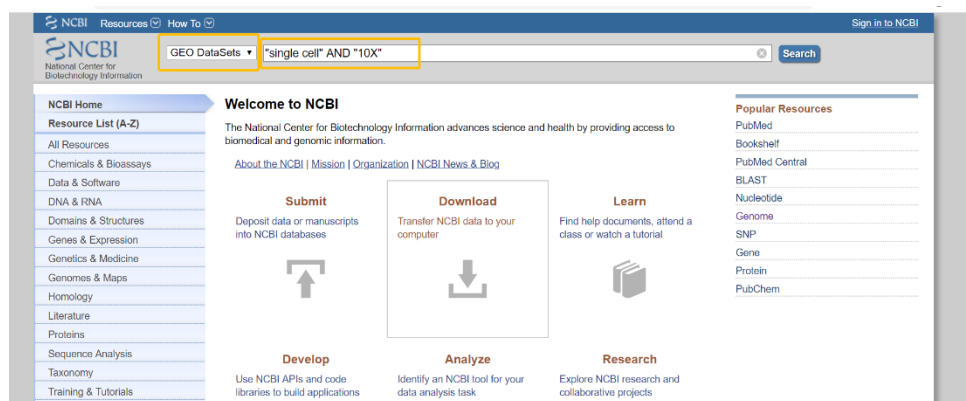 NCBI Resources How To Sign in to NCBI
NCBI
National Center for
Biotechnology Information
GEO DataSets "single cell" AND "10X" Search
NCBI Home
Resource List (A-Z)
All Resources
Chemicals & Bioassays
Data & Software
DNA & RNA
Domains & Structures
Genes & Expression
Genetics & Medicine
Genomes & Maps
Homology
Literature
Proteins
Sequence Analysis
Taxonomy
Training & Tutorials
Welcome to NCBI
The National Center for Biotechnology Information advances science and health by providing access to
biomedical and genomic information.
About the NCBI | Mission | Organization | NCBI News & Blog
Submit
Deposit data or manuscripts
into NCBI databases
Download
Transfer NCBI data to your
computer
Learn
Find help documents, attend a
class or watch a tutorial
Develop
Use NCBI APIs and code
libraries to build applications
Analyze
Identify an NCBI tool for your
data analysis task
Research
Explore NCBI research and
collaborative projects
Popular Resources
PubMed
Bookshelf
PubMed Central
BLAST
Nucleotide
Genome
SNP
Gene
Protein
PubChem